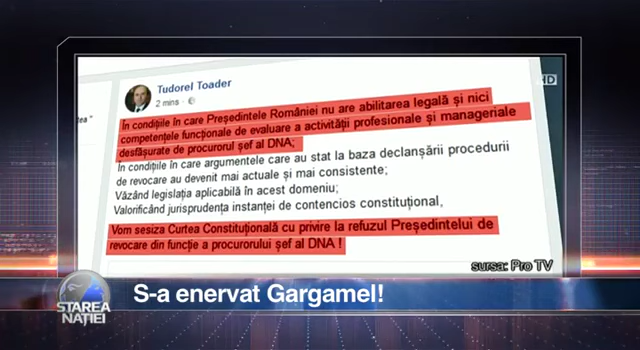 Tudorel Toader
2 mins
În condițiile în care Președintele României nu are abilitarea legală și nici
competențele funcționale de evaluare a activității profesionale și manageriale
desfășurate de procurorul șef al DNA;
În condițiile în care argumentele care au stat la baza declanșării procedurii
de revocare au devenit mai actuale și mai consistente;
Văzând legislația aplicabilă în acest domeniu;
Valorificând jurisprudența instanței de contencios constituțional,
Vom sesiza Curtea Constituțională cu privire la refuzul Președintelui de
revocare din funcție a procurorului șef al DNA !
HD
sursa: Pro TV
S-a enervat Gargamel!
STAREA
NAȚIEI